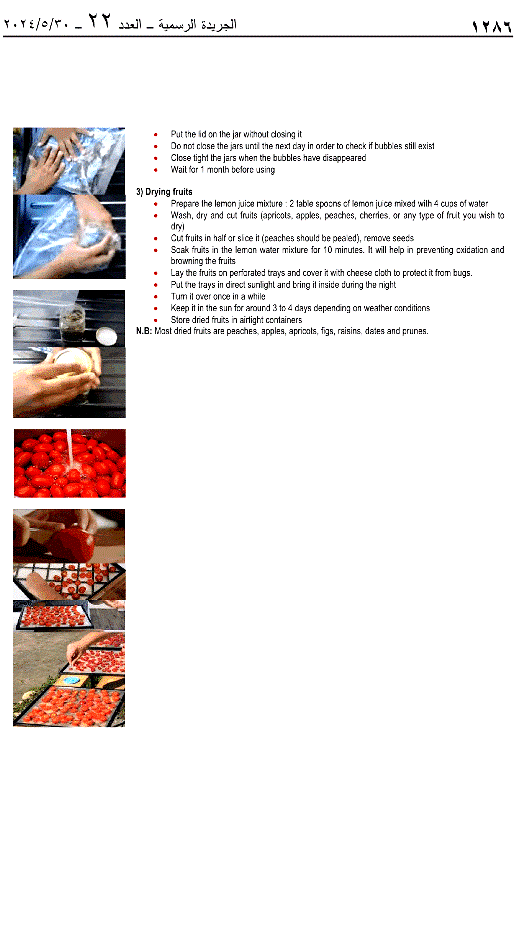 ١٢٨٦
الجريدة الرسمية – العدد ٢٢ – ٢٠٢٤/٥/٣٠
• Put the lid on the jar without closing it
• Do not close the jars until the next day in order to check if bubbles still exist
• Close tight the jars when the bubbles have disappeared
• Wait for 1 month before using
3) Drying fruits
• Prepare the lemon juice mixture : 2 table spoons of lemon juice mixed with 4 cups of water
• Wash, dry and cut fruits (apricots, apples, peaches, cherries, or any type of fruit you wish to
dry)
• Cut fruits in half or slice it (peaches should be pealed), remove seeds
• Soak fruits in the lemon water mixture for 10 minutes. It will help in preventing oxidation and
browning the fruits
• Lay the fruits on perforated trays and cover it with cheese cloth to protect it from bugs.
• Put the trays in direct sunlight and bring it inside during the night
• Turn it over once in a while
• Keep it in the sun for around 3 to 4 days depending on weather conditions
• Store dried fruits in airtight containers
N.B: Most dried fruits are peaches, apples, apricots, figs, raisins, dates and prunes.